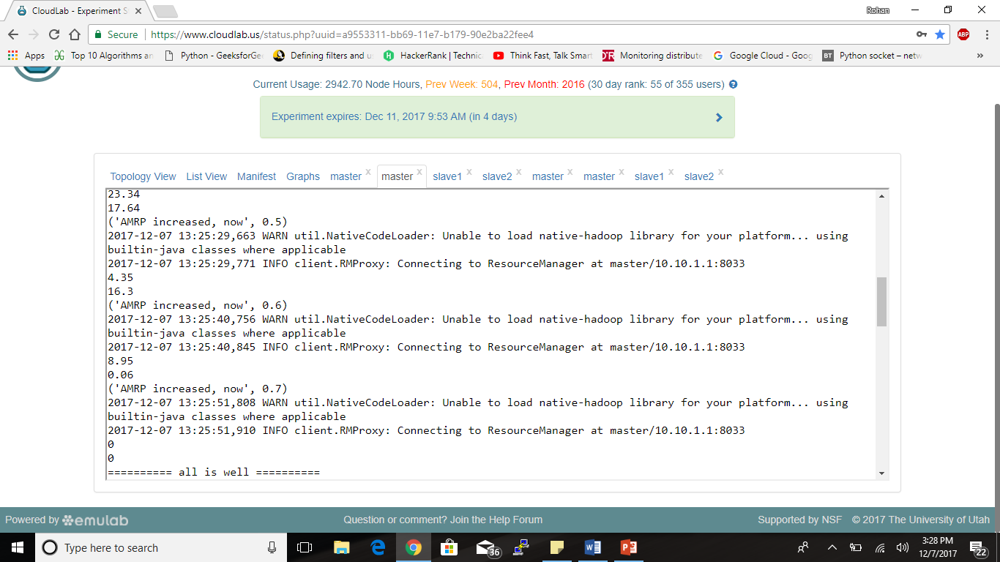 CloudLab - Experiment S
Rohan
Secure
https://www.cloudlab.us/status.php?uuid=a9553311-bb69-11e7-b179-90e2ba22fee4
ABP
Apps Top 10 Algorithms an Python - GeeksforGe Defining filters and u HackerRank | Technic Think Fast, Talk Smart D'R Monitoring distribute Google Cloud - Goog BT Python socket – netw »
Current Usage: 2942.70 Node Hours, Prev Week: 504, Prev Month: 2016 (30 day rank: 55 of 355 users)
Experiment expires: Dec 11, 2017 9:53 AM (in 4 days)
Topology View List View Manifest Graphs master x master x slave1 x slave2 x master x master x slave1 x slave2 x
23.34
17.64
('AMRP increased, now', 0.5)
2017-12-07 13:25:29,663 WARN util.NativeCodeLoader: Unable to load native-hadoop library for your platform... using
builtin-java classes where applicable
2017-12-07 13:25:29,771 INFO client.RMProxy: Connecting to ResourceManager at master/10.10.1.1:8033
4.35
16.3
('AMRP increased, now', 0.6)
2017-12-07 13:25:40,756 WARN util.NativeCodeLoader: Unable to load native-hadoop library for your platform... using
builtin-java classes where applicable
2017-12-07 13:25:40,845 INFO client.RMProxy: Connecting to ResourceManager at master/10.10.1.1:8033
8.95
0.06
('AMRP increased, now', 0.7)
2017-12-07 13:25:51,808 WARN util.NativeCodeLoader: Unable to load native-hadoop library for your platform... using
builtin-java classes where applicable
2017-12-07 13:25:51,910 INFO client.RMProxy: Connecting to ResourceManager at master/10.10.1.1:8033
0
0
========== all is well ==========
Powered by emulab
Question or comment? Join the Help Forum
Supported by NSF © 2017 The University of Utah
Type here to search
36
3:28 PM
12/7/2017
22